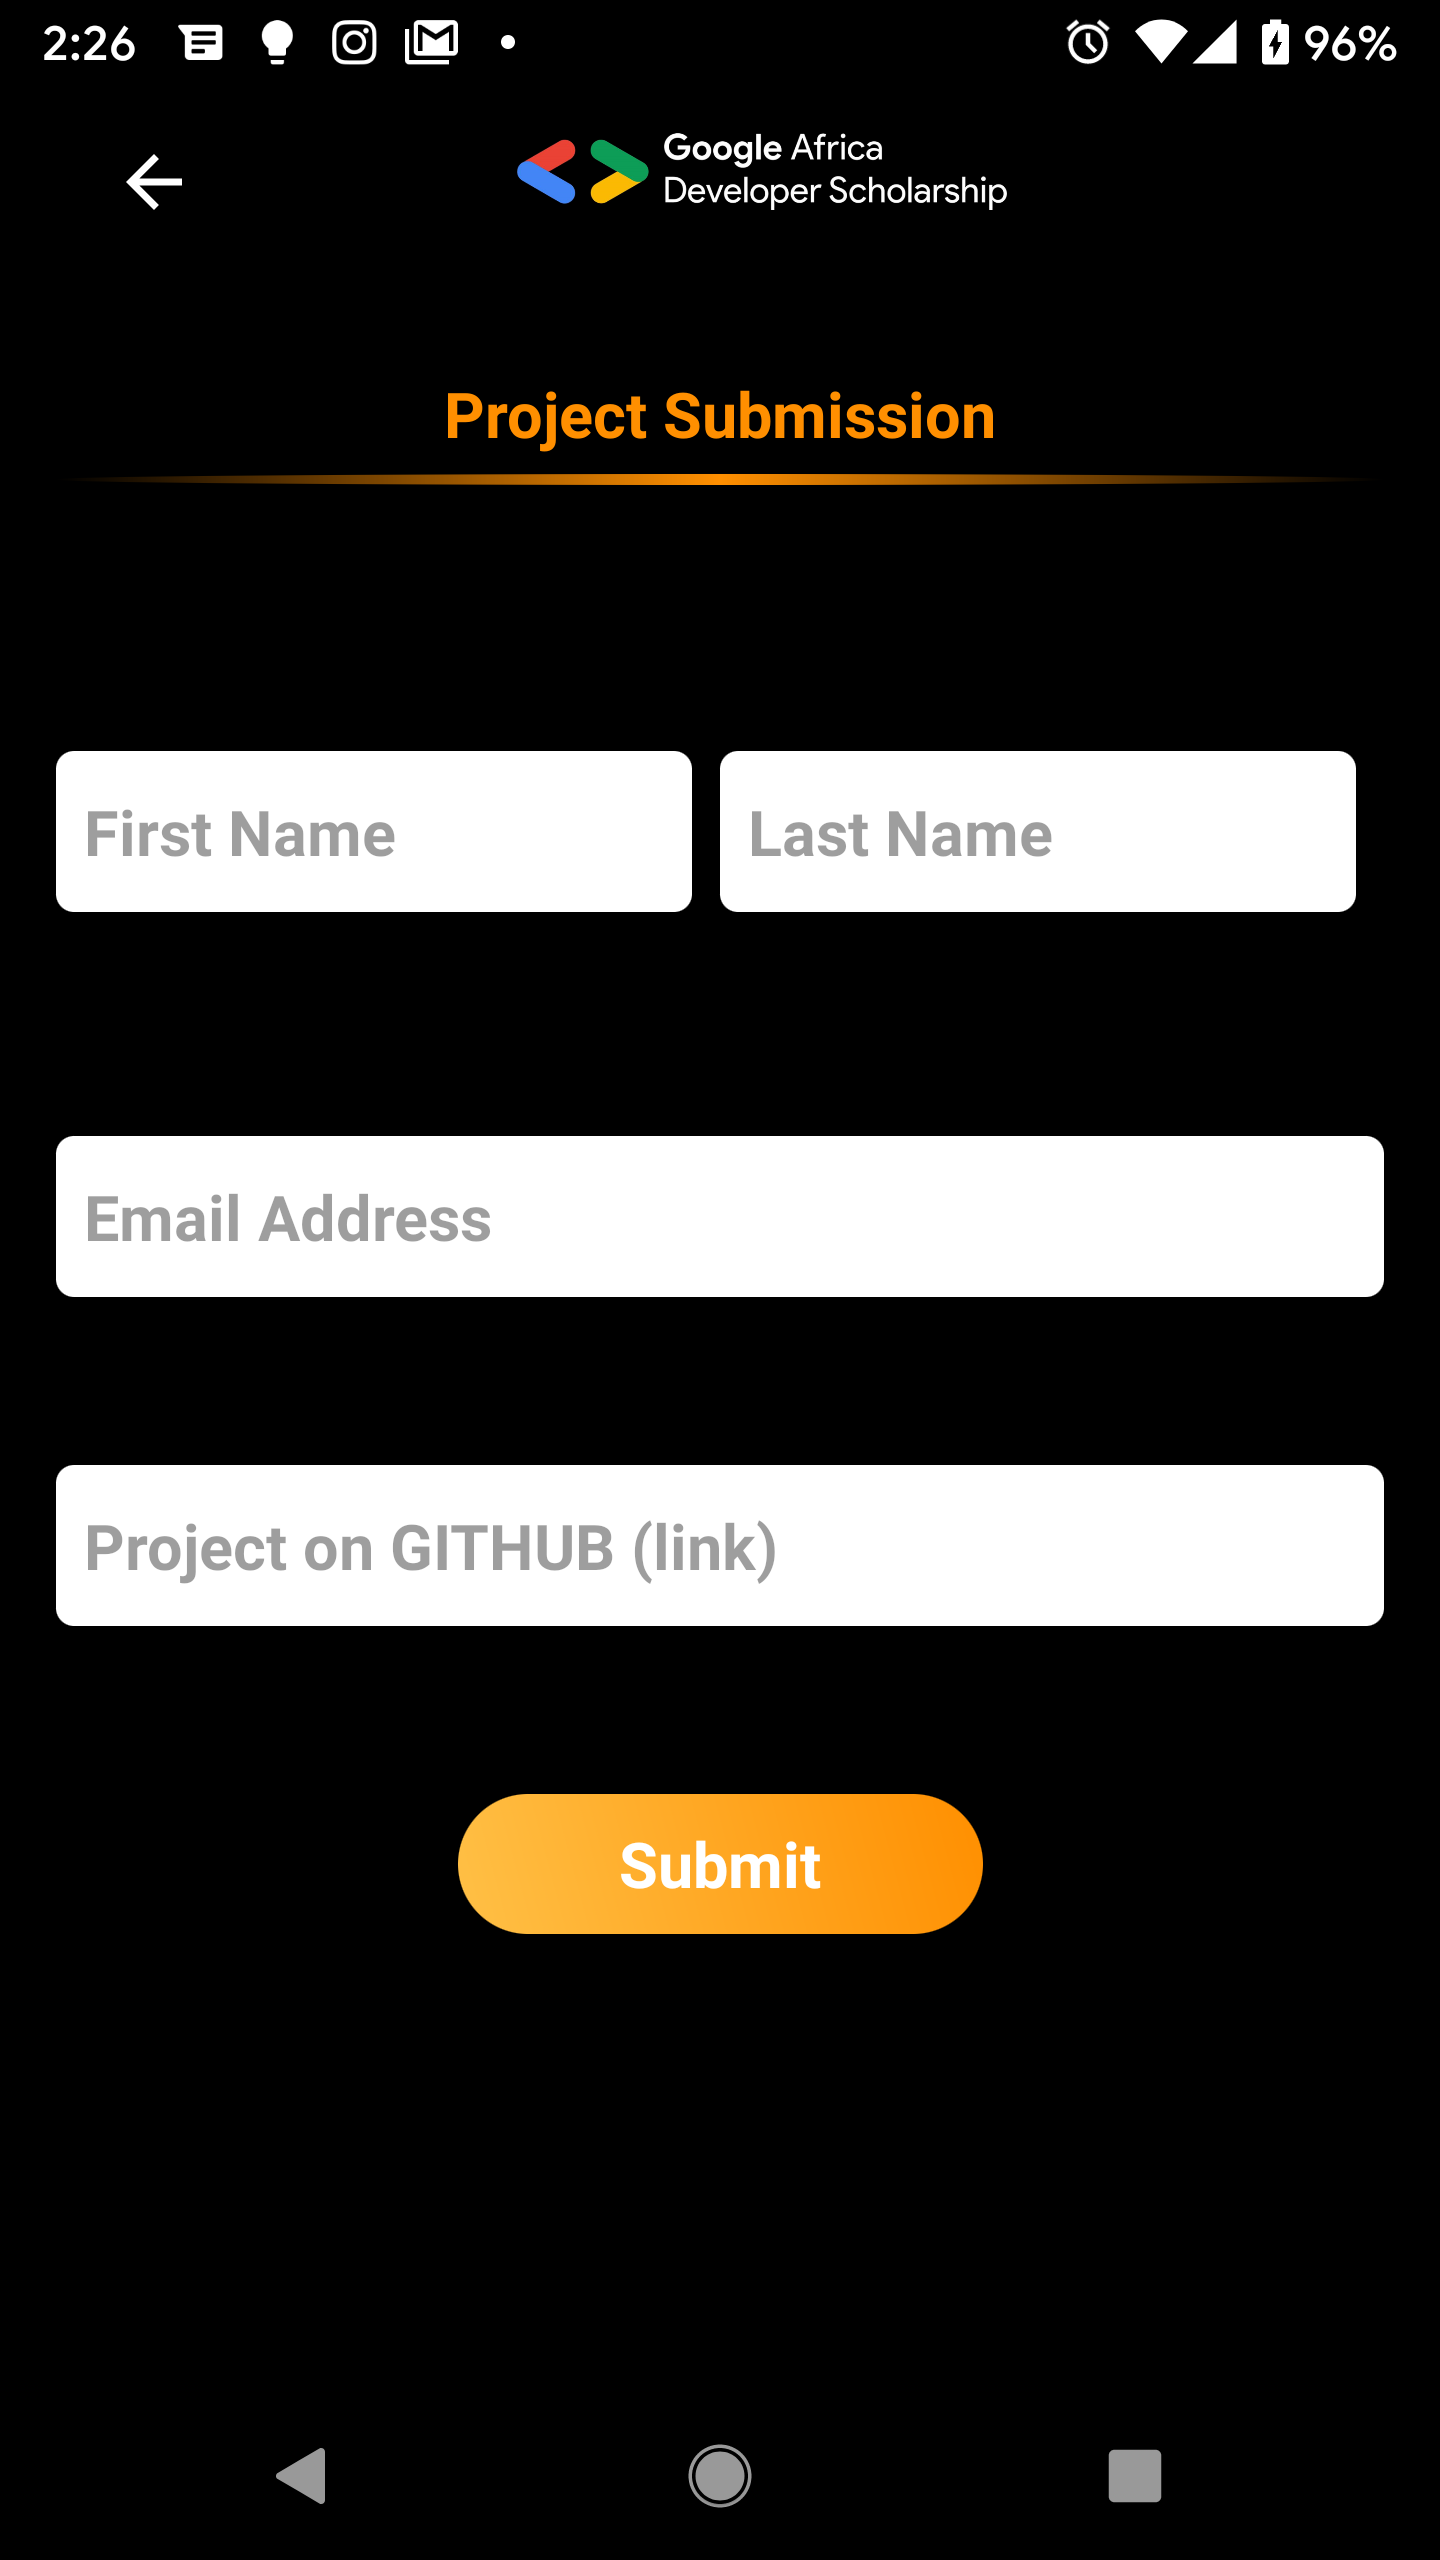 2:26 96%
Google Africa
Developer Scholarship
Project Submission
First Name Last Name
Email Address
Project on GITHUB (link)
Submit